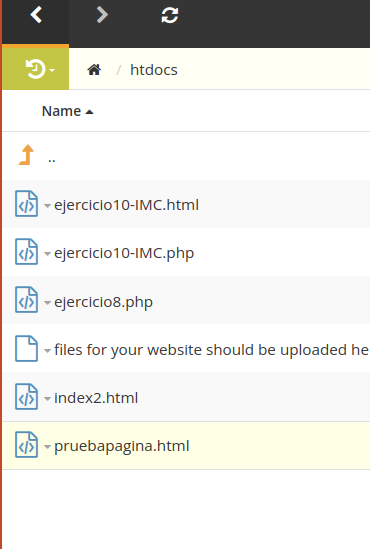 / htdocs
Name
..
ejercicio10-IMC.html
ejercicio10-IMC.php
ejercicio8.php
files for your website should be uploaded he
index2.html
pruebapagina.html